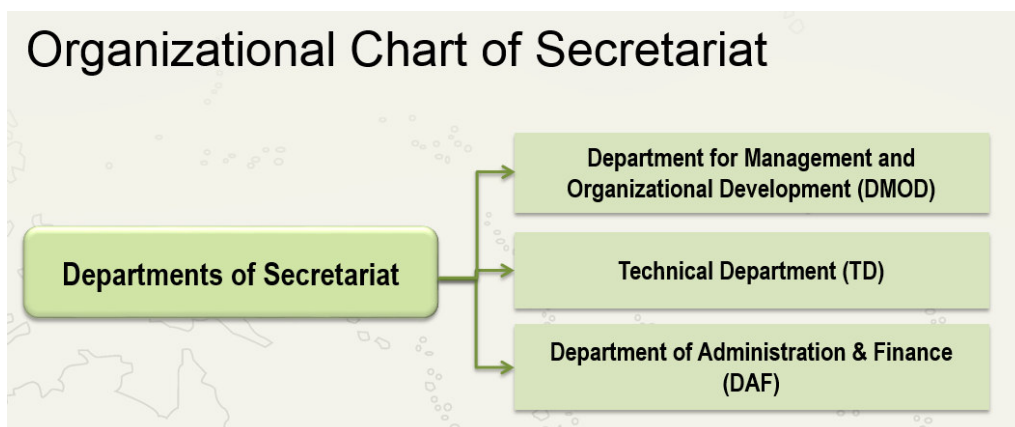 Organizational Chart of Secretariat
Departments of Secretariat
Department for Management and
Organizational Development (DMOD)
Technical Department (TD)
Department of Administration & Finance
(DAF)